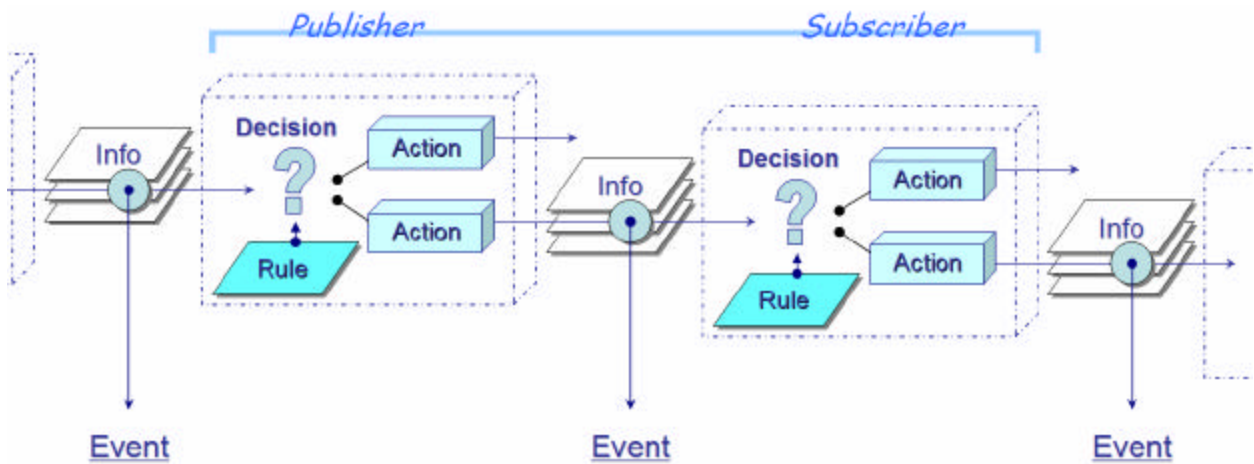 Publisher
Subscriber
Info
Decision
Action
Action
Rule
Info
Decision
Action
Action
Rule
Info
Event
Event
Event